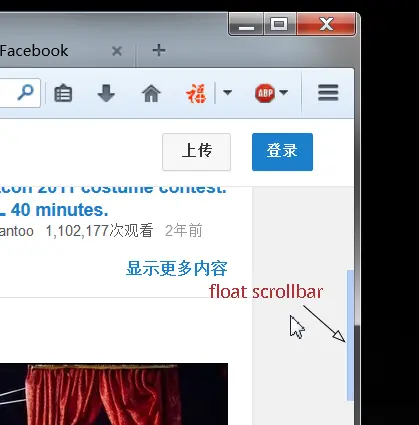 Facebook
福
ABP
上传
登录
con 2011 costume contest.
40 minutes.
antoo 1,102,177次观看 2年前
显示更多内容
float scrollbar